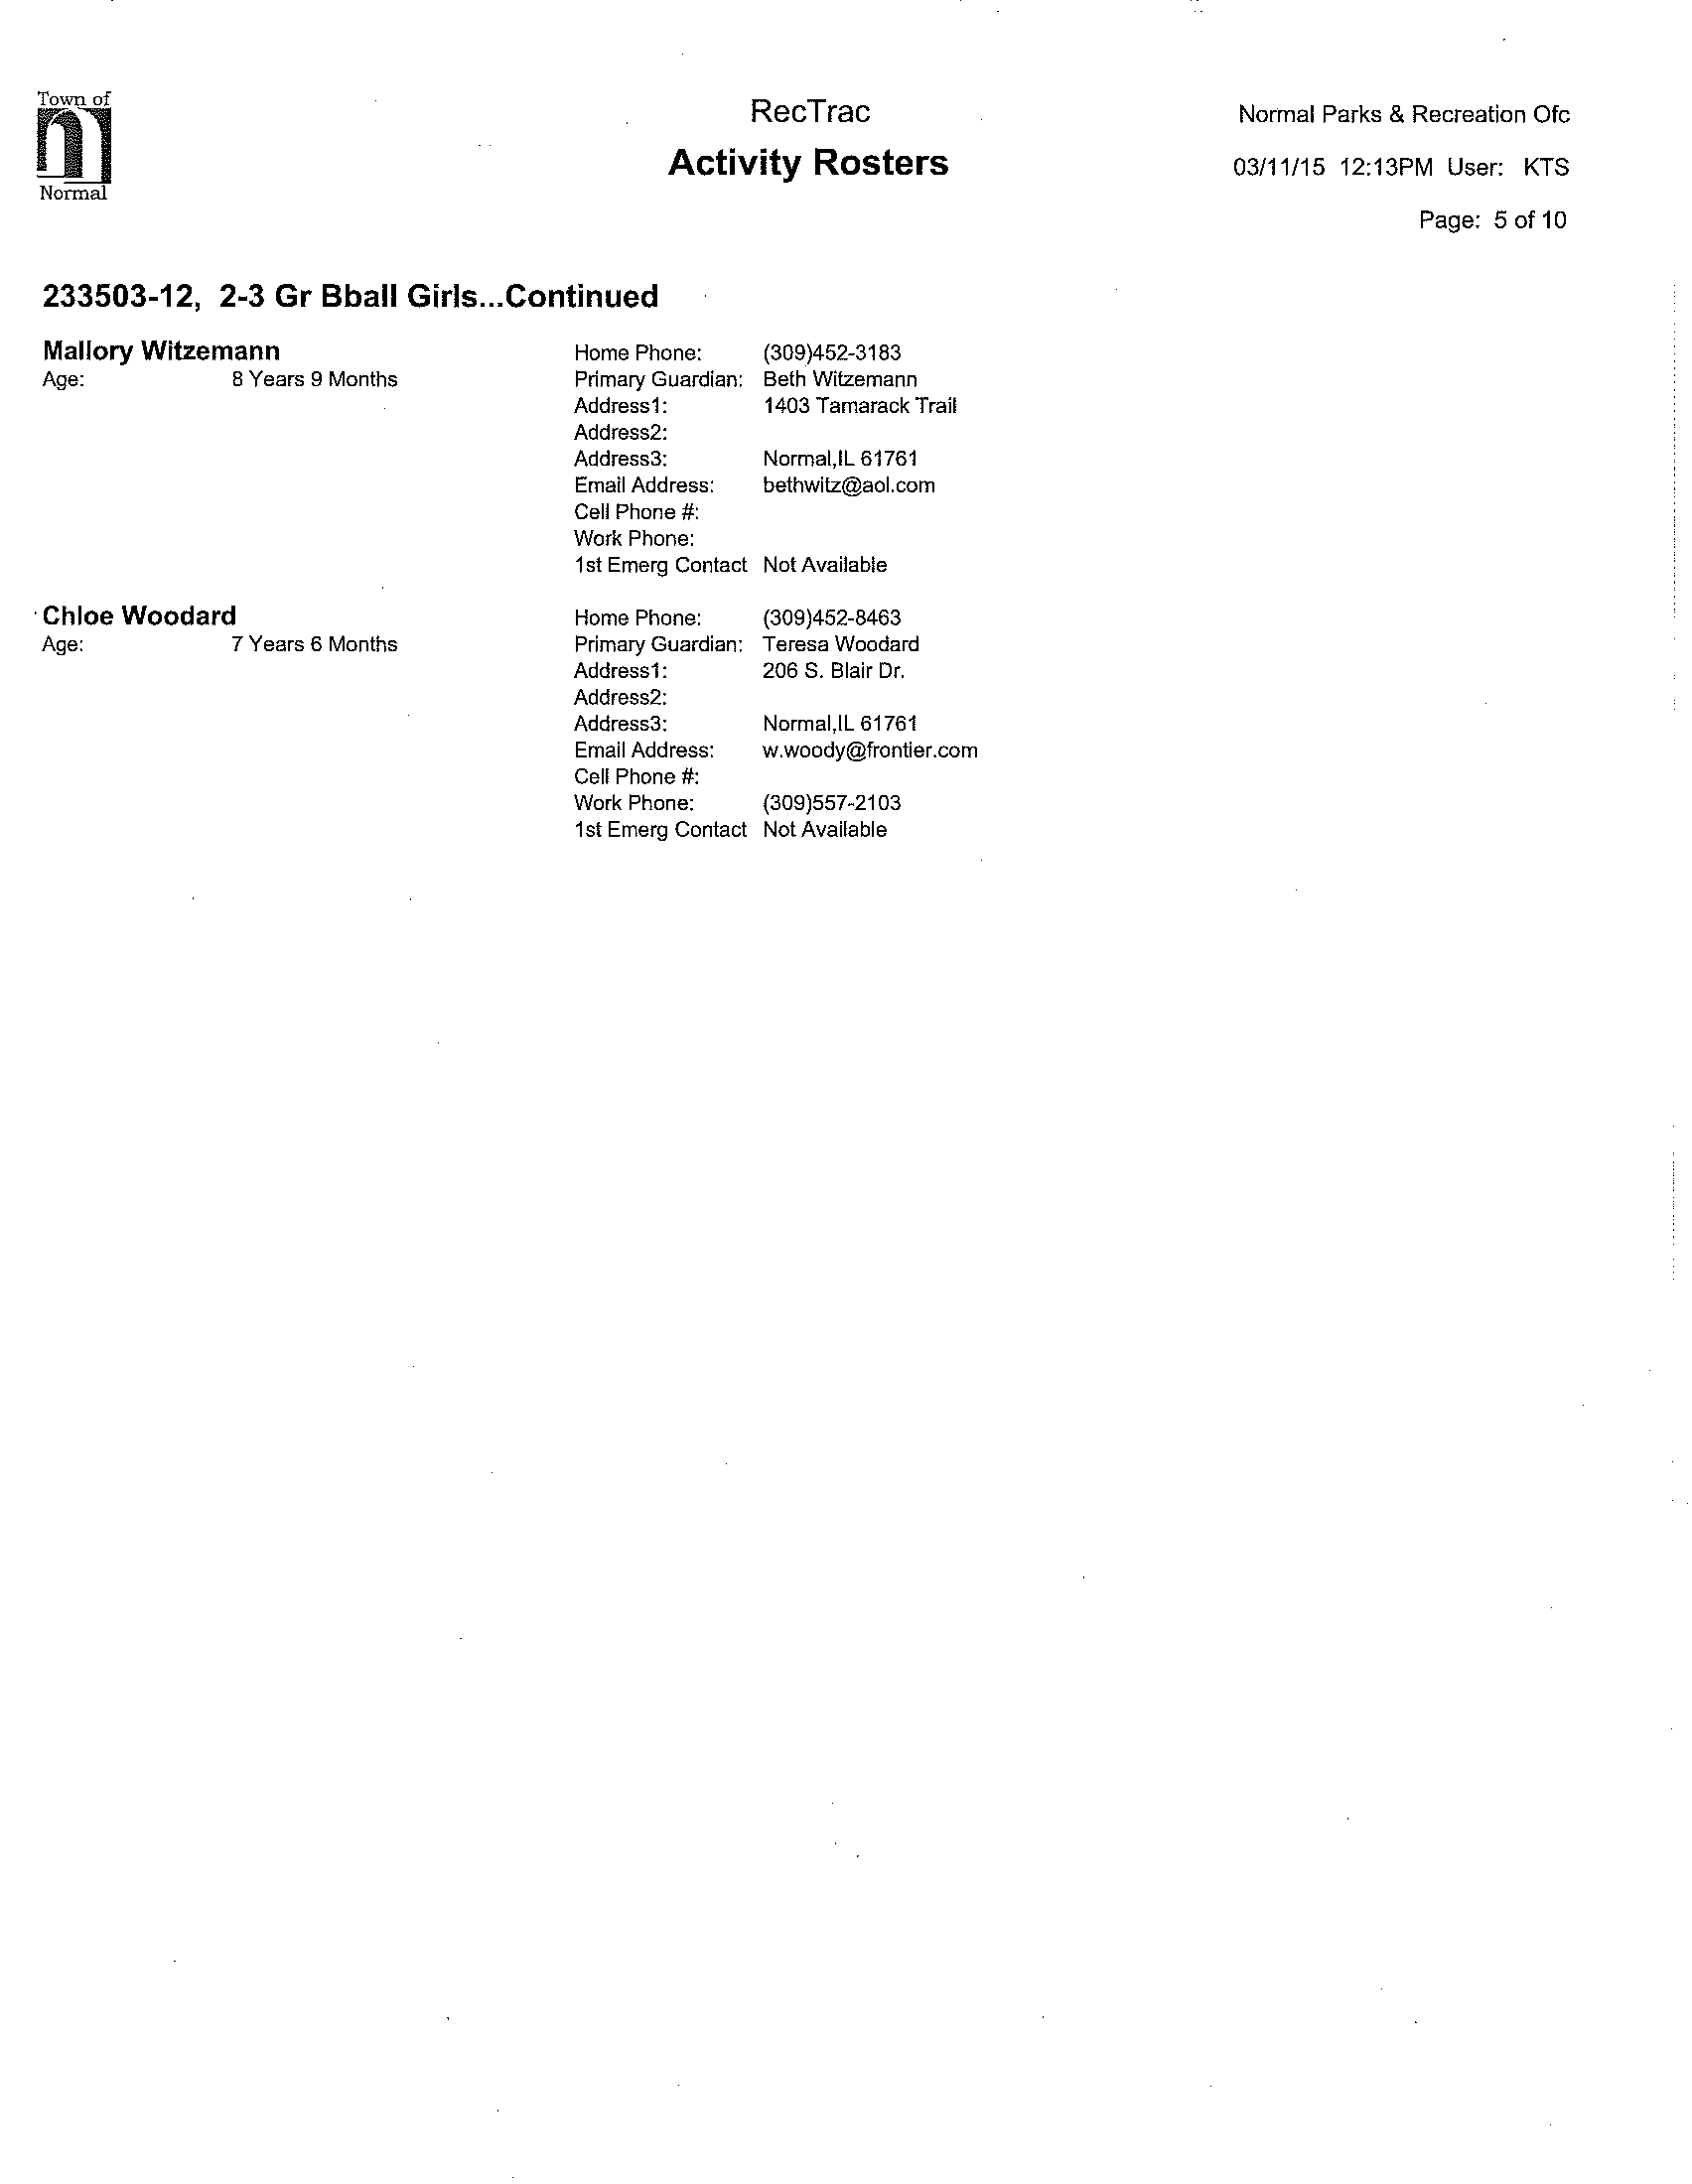 Town of
Normal
RecTrac
Activity Rosters
Normal Parks & Recreation Ofc
03/11/15 12:13PM User: KTS
Page: 5 of 10
233503-12, 2-3 Gr Bball Girls...Continued
Mallory Witzemann
Age: 8 Years 9 Months
Home Phone: (309)452-3183
Primary Guardian: Beth Witzemann
Address1: 1403 Tamarack Trail
Address2:
Address3: Normal,IL 61761
Email Address: bethwitz@aol.com
Cell Phone #:
Work Phone:
1st Emerg Contact Not Available
Chloe Woodard
Age: 7 Years 6 Months
Home Phone: (309)452-8463
Primary Guardian: Teresa Woodard
Address1: 206 S. Blair Dr.
Address2:
Address3: Normal,IL 61761
Email Address: w.woody@frontier.com
Cell Phone #:
Work Phone: (309)557-2103
1st Emerg Contact Not Available